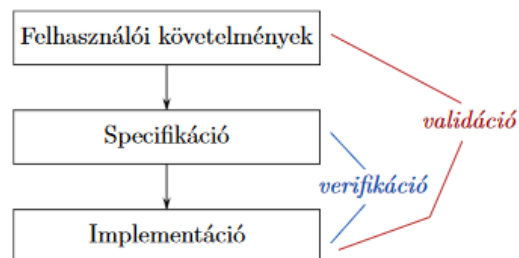 Felhasználói követelmények
validáció
Specifikáció
verifikáció
Implementáció